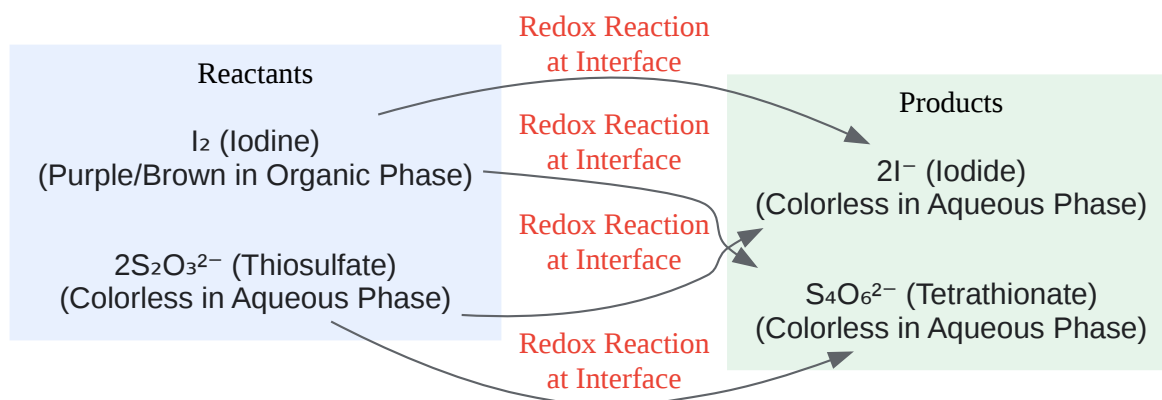 Reactants
I₂ (Iodine)
(Purple/Brown in Organic Phase)
2S₂O₃²⁻ (Thiosulfate)
(Colorless in Aqueous Phase)
Redox Reaction
at Interface
Redox Reaction
at Interface
Redox Reaction
at Interface
Redox Reaction
at Interface
Products
2I⁻ (Iodide)
(Colorless in Aqueous Phase)
S₄O₆²⁻ (Tetrathionate)
(Colorless in Aqueous Phase)